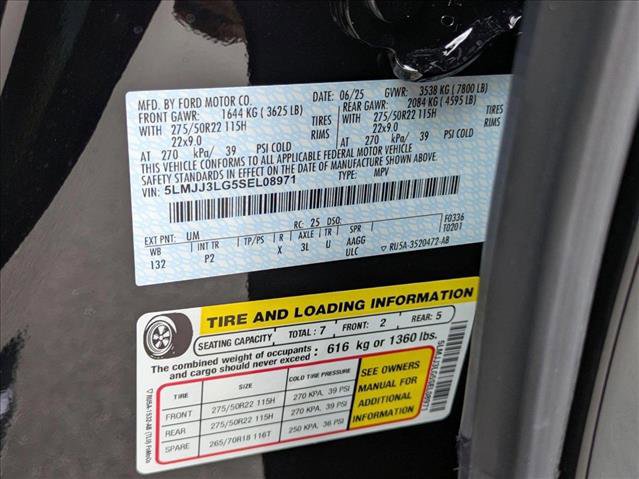 MFD. BY FORD MOTOR CO. 06/25 GVWR: 3538 KG ( 7800 LB)
FRONT GAWR: 1644 KG ( 3625 LB) REAR GAWR: 2084 KG ( 4595 LB)
WITH 275/50R22 115H TIRES WITH 275/50R22 115H TIRES
22x9.0 RIMS 22x9.0 RIMS
AT 270 kPa/ 39 PSI COLD AT 270 kPa/ 39 PSI COLD
THIS VEHICLE CONFORMS TO ALL APPLICABLE FEDERAL MOTOR VEHICLE
SAFETY STANDARDS IN EFFECT ON THE DATE OF MANUFACTURE SHOWN ABOVE.
VIN: 5LMJJ3LG5SEL08971 TYPE: MPV
F0336
T0201
EXT PNT: UM RC: 25 DSO:
WB INT TR TP/PS R AXLE TR SPR
132 P2 X 3L U AAGG
ULC
▽ RU5A-3520472-AB
TIRE AND LOADING INFORMATION
SEATING CAPACITY TOTAL: 7 FRONT: 2 REAR: 5
The combined weight of occupants
and cargo should never exceed : 616 kg or 1360 lbs.
TIRE SIZE COLD TIRE PRESSURE
FRONT 275/50R22 115H 270 KPA, 39 PSI
REAR 275/50R22 115H 270 KPA, 39 PSI
SPARE 265/70R18 116T 250 KPA, 36 PSI
SEE OWNERS
MANUAL FOR
ADDITIONAL
INFORMATION
5LMJJ3LG5SEL08971